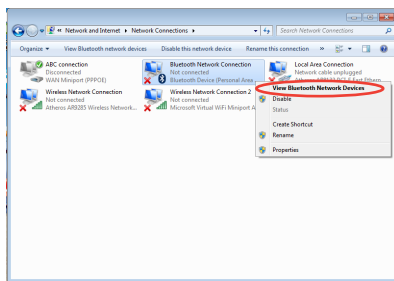 « Network and Internet ▸ Network Connections ▸
Search Network Connections
Organize ▾ View Bluetooth network devices Disable this network device Rename this connection »
ABC connection
Disconnected
WAN Miniport (PPPOE)
Bluetooth Network Connection
Not connected
Bluetooth Device (Personal Area
Local Area Connection
Network cable unplugged
Wireless Network Connection
Not connected
Atheros AR9285 Wireless Network...
Wireless Network Connection 2
Not connected
Microsoft Virtual WiFi Miniport A
View Bluetooth Network Devices
Disable
Status
Create Shortcut
Rename
Properties